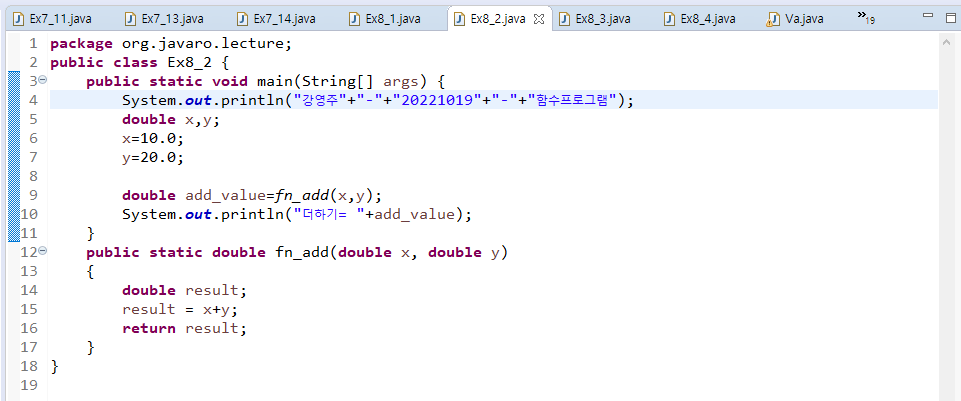 Ex7_11.java Ex7_13.java Ex7_14.java Ex8_1.java Ex8_2.java Ex8_3.java Ex8_4.java Va.java »19
1 package org.javaro.lecture;
2 public class Ex8_2 {
3 public static void main(String[] args) {
4 System.out.println("강영주"+"-"+"20221019"+"-"+"함수프로그램");
5 double x,y;
6 x=10.0;
7 y=20.0;
8
9 double add_value=fn_add(x,y);
10 System.out.println("더하기= "+add_value);
11 }
12 public static double fn_add(double x, double y)
13 {
14 double result;
15 result = x+y;
16 return result;
17 }
18 }
19